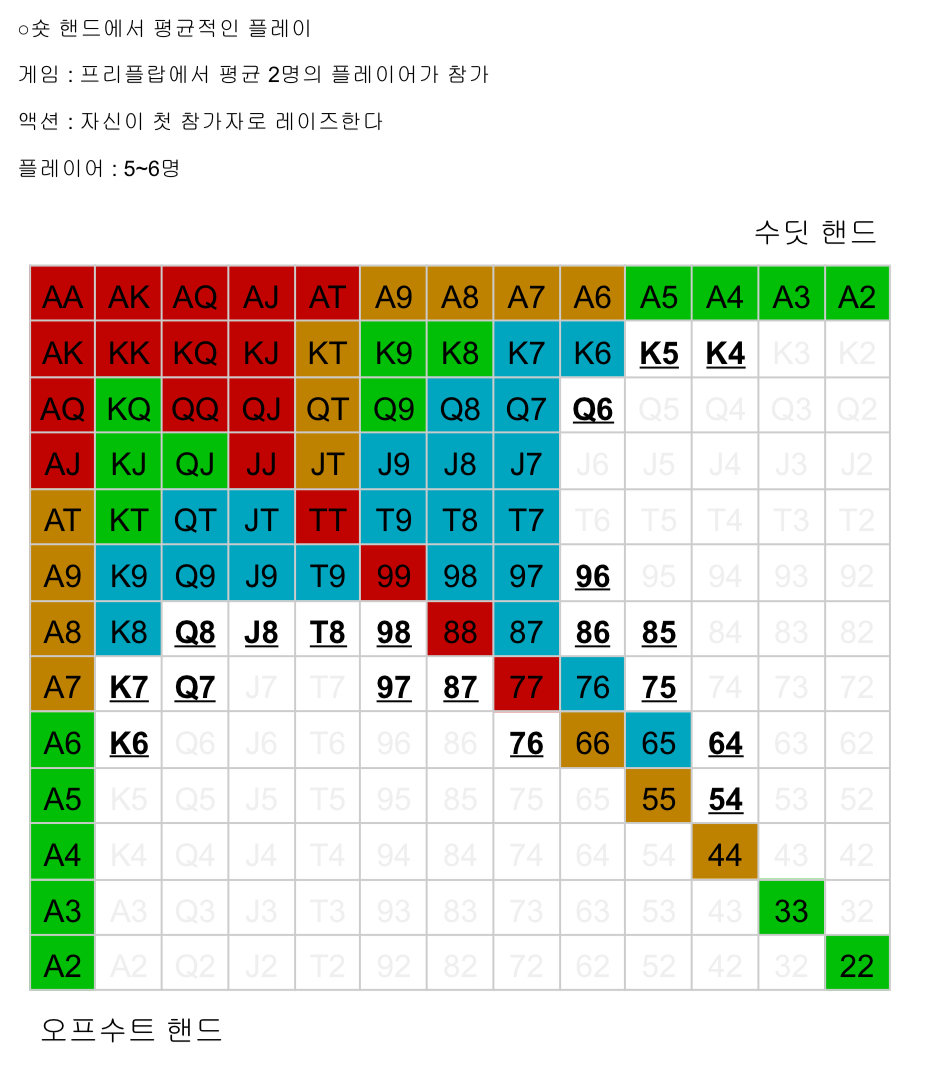 ○숏 핸드에서 평균적인 플레이
게임 : 프리플랍에서 평균 2명의 플레이어가 참가
액션 : 자신이 첫 참가자로 레이즈한다
플레이어 : 5~6명
수딧 핸드
AA AK AQ AJ AT A9 A8 A7 A6 A5 A4 A3 A2
AK KK KQ KJ KT K9 K8 K7 K6 K5 K4 K3 K2
AQ KQ QQ QJ QT Q9 Q8 Q7 Q6 Q5 Q4 Q3 Q2
AJ KJ QJ JJ JT J9 J8 J7 J6 J5 J4 J3 J2
AT KT QT JT TT T9 T8 T7 T6 T5 T4 T3 T2
A9 K9 Q9 J9 T9 99 98 97 96 95 94 93 92
A8 K8 Q8 J8 T8 98 88 87 86 85 84 83 82
A7 K7 Q7 J7 T7 97 87 77 76 75 74 73 72
A6 K6 Q6 J6 T6 96 86 76 66 65 64 63 62
A5 K5 Q5 J5 T5 95 85 75 65 55 54 53 52
A4 K4 Q4 J4 T4 94 84 74 64 54 44 43 42
A3 A3 Q3 J3 T3 93 83 73 63 53 43 33 32
A2 A2 Q2 J2 T2 92 82 72 62 52 42 32 22
오프수트 핸드